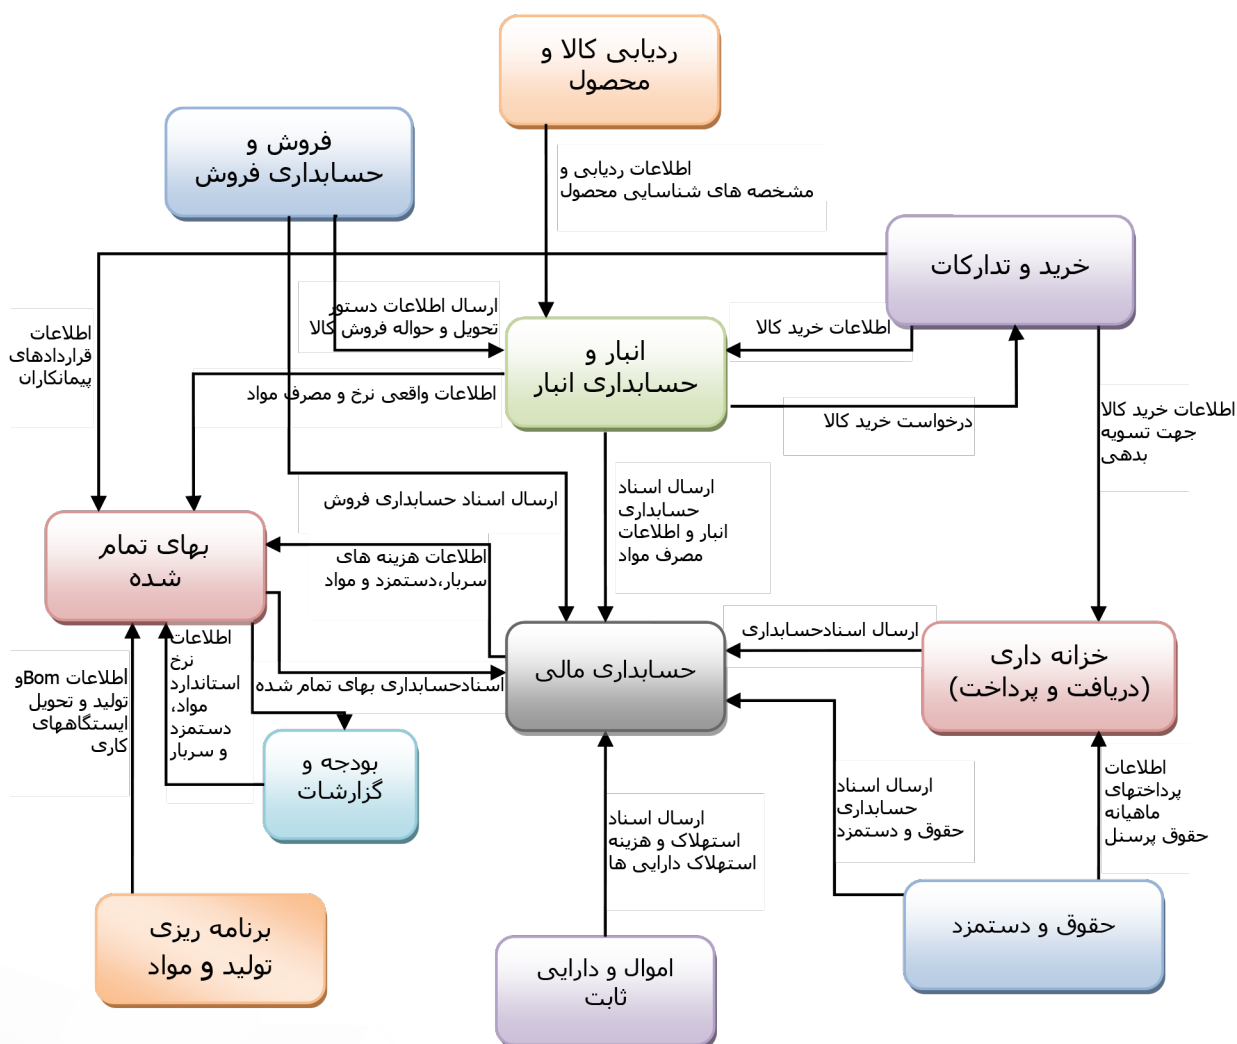 ردیابی کالا و
محصول
فروش و
حسابداری فروش
اطلاعات ردیابی و
مشخصه های شناسایی محصول
خرید و تدارکات
ارسال اطلاعات دستور
تحویل و حواله فروش کالا
اطلاعات خرید کالا
اطلاعات
قراردادهای
پیمانکاران
انبار و
حسابداری انبار
اطلاعات واقعی نرخ و مصرف مواد
درخواست خرید کالا
اطلاعات خرید کالا
جهت تسویه
بدهی
ارسال اسناد حسابداری فروش
ارسال اسناد
حسابداری
انبار و اطلاعات
مصرف مواد
بهای تمام
شده
اطلاعات هزینه های
سربار،دستمزد و مواد
ارسال اسنادحسابداری
خزانه داری
(دریافت و پرداخت)
حسابداری مالی
اسنادحسابداری بهای تمام شده
اطلاعات
نرخ
استاندارد
مواد،
دستمزد
و سربار
اطلاعات Bomو
تولید و تحویل
ایستگاههای
کاری
بودجه و
گزارشات
ارسال اسناد
استهلاک و هزینه
استهلاک دارایی ها
ارسال اسناد
حسابداری
حقوق و دستمزد
اطلاعات
پرداختهای
ماهیانه
حقوق پرسنل
برنامه ریزی
تولید و مواد
اموال و دارایی
ثابت
حقوق و دستمزد